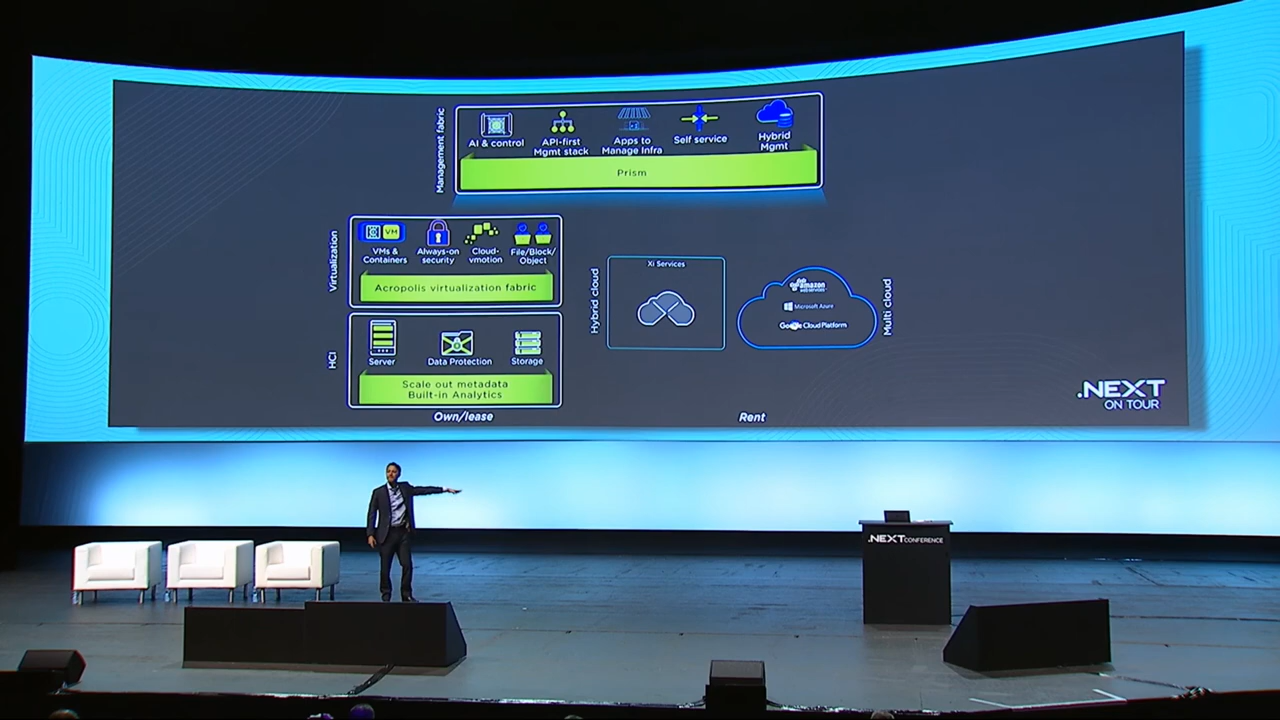 Management fabric
AI & control
API-first
Mgmt stack
Apps to
Manage Infra
Self service
Hybrid
Mgmt
Prism
Virtualization
VM
VMs &
Containers
Always-on
security
Cloud-
vmotion
File/Block/
Object
Acropolis virtualization fabric
HCI
Server
Data Protection
Storage
Scale out metadata
Built-in Analytics
Own/lease
Hybrid cloud
Xi Services
amazon
web services
Microsoft Azure
Google Cloud Platform
Multi cloud
Rent
.NEXT
ON TOUR
.NEXT CONFERENCE